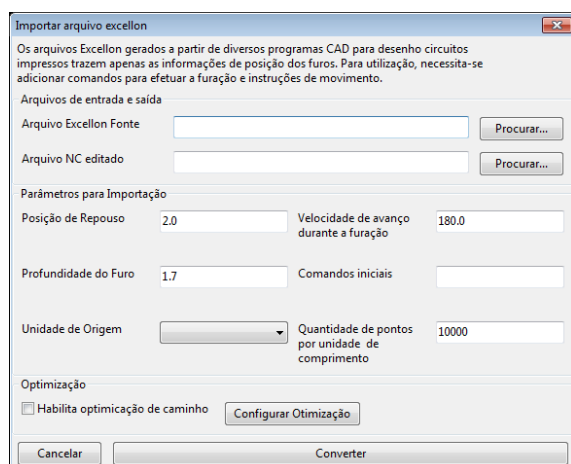 Importar arquivo excellon
Os arquivos Excellon gerados a partir de diversos programas CAD para desenho circuitos
impressos trazem apenas as informações de posição dos furos. Para utilização, necessita-se
adicionar comandos para efetuar a furação e instruções de movimento.
Arquivos de entrada e saída
Arquivo Excellon Fonte
Procurar...
Arquivo NC editado
Procurar...
Parâmetros para Importação
Posição de Repouso
2.0
Velocidade de avanço
durante a furação
180.0
Profundidade do Furo
1.7
Comandos iniciais
Unidade de Origem
Quantidade de pontos
por unidade de
comprimento
10000
Optimização
Habilita optimicação de caminho
Configurar Otimização
Cancelar
Converter